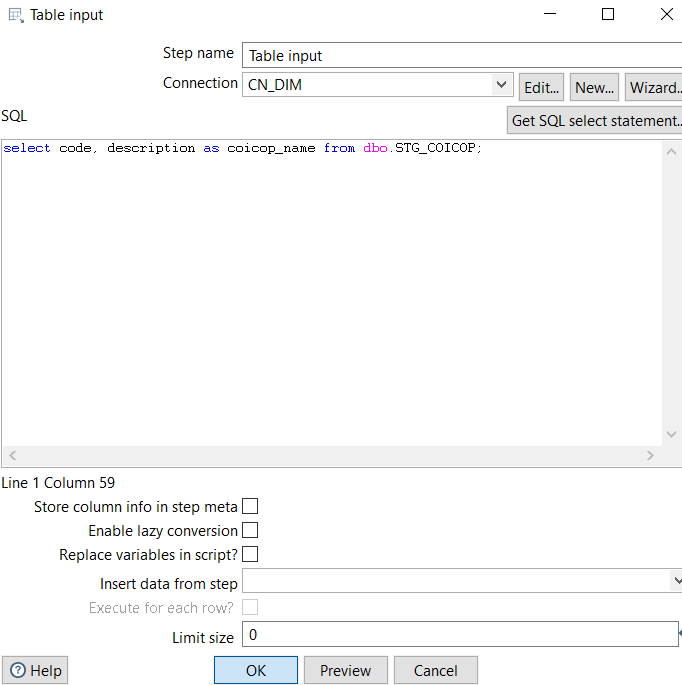 Table input
Step name Table input
Connection CN_DIM Edit... New... Wizard..
SQL
Get SQL select statement..
select code, description as coicop_name from dbo.STG_COICOP;
Line 1 Column 59
Store column info in step meta
Enable lazy conversion
Replace variables in script?
Insert data from step
Execute for each row?
Limit size 0
Help OK Preview Cancel